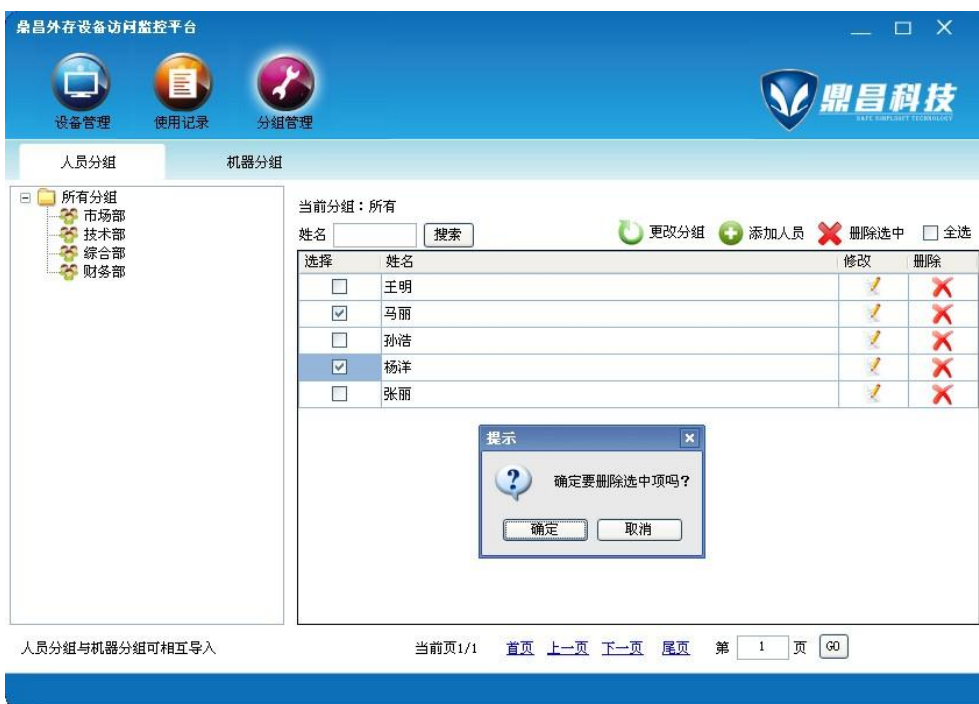 鼎昌外存设备访问监控平台
设备管理 使用记录 分组管理
鼎昌科技
人员分组 机器分组
所有分组
市场部
技术部
综合部
财务部
当前分组：所有
姓名 搜索 更改分组 添加人员 删除选中 全选
选择 姓名 修改 删除
王明
马丽
孙浩
杨洋
张丽
提示
确定要删除选中项吗?
确定 取消
人员分组与机器分组可相互导入 当前页1/1 首页 上一页 下一页 尾页 第 1 页 GO